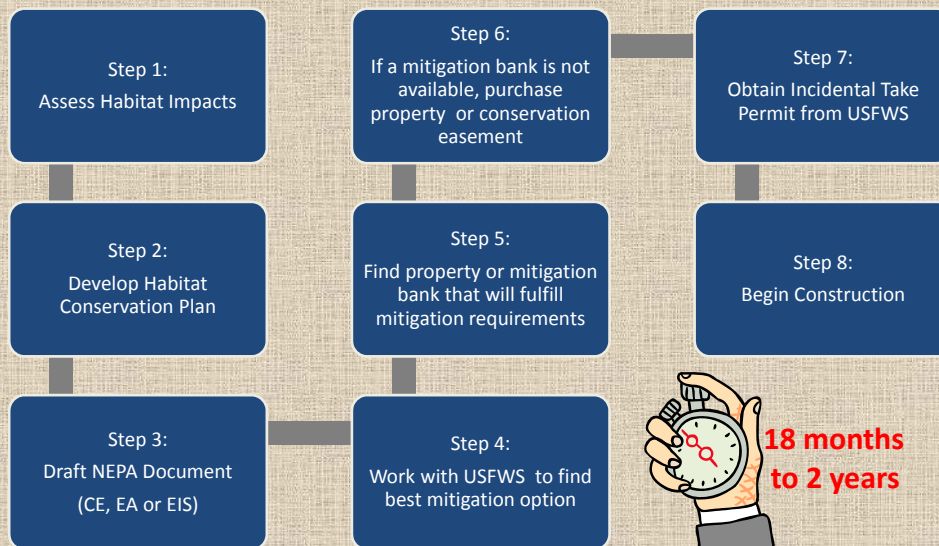 Step 1:
Assess Habitat Impacts
Step 2:
Develop Habitat
Conservation Plan
Step 3:
Draft NEPA Document
(CE, EA or EIS)
Step 4:
Work with USFWS to find
best mitigation option
Step 5:
Find property or mitigation
bank that will fulfill
mitigation requirements
Step 6:
If a mitigation bank is not
available, purchase
property or conservation
easement
Step 7:
Obtain Incidental Take
Permit from USFWS
Step 8:
Begin Construction
18 months
to 2 years